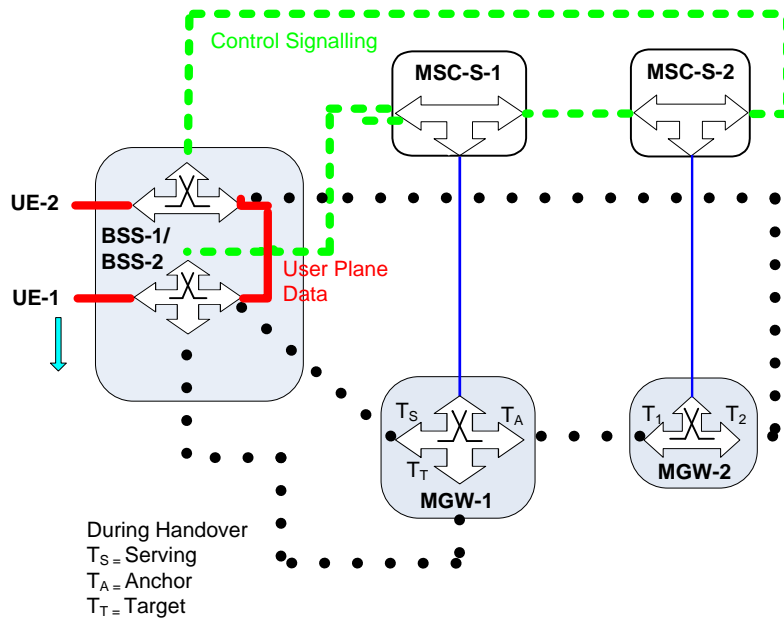 Control Signalling
MSC-S-1
MSC-S-2
UE-2
BSS-1/
BSS-2
User Plane
Data
UE-1
TS
TA
TT
MGW-1
T1
T2
MGW-2
During Handover
TS = Serving
TA = Anchor
TT = Target